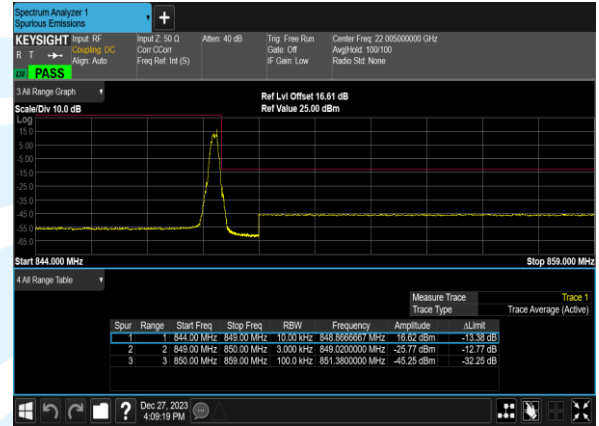 Spectrum Analyzer 1
Spurious Emissions
KEYSIGHT Input: RF Input Z: 50 Ω Atten: 40 dB Trig: Free Run Center Freq: 22.005000000 GHz
R T Coupling: DC Corr CCorr Gate: Off Avg|Hold: 100/100
Align: Auto Freq Ref: Int (S) IF Gain: Low Radio Std: None
PASS
3 All Range Graph
Ref Lvl Offset 16.61 dB
Scale/Div 10.0 dB Ref Value 25.00 dBm
Log
15.0
5.00
-5.00
-15.0
-25.0
-35.0
-45.0
-55.0
-65.0
Start 844.000 MHz Stop 859.000 MHz
4 All Range Table
Measure Trace Trace 1
Trace Type Trace Average (Active)
Spur Range Start Freq Stop Freq RBW Frequency Amplitude ΔLimit
1 1 844.00 MHz 849.00 MHz 10.00 kHz 848.8666667 MHz 16.62 dBm -13.38 dB
2 2 849.00 MHz 850.00 MHz 3.000 kHz 849.0200000 MHz -25.77 dBm -12.77 dB
3 3 850.00 MHz 859.00 MHz 100.0 kHz 851.3800000 MHz -45.25 dBm -32.25 dB
? Dec 27, 2023
4:09:19 PM